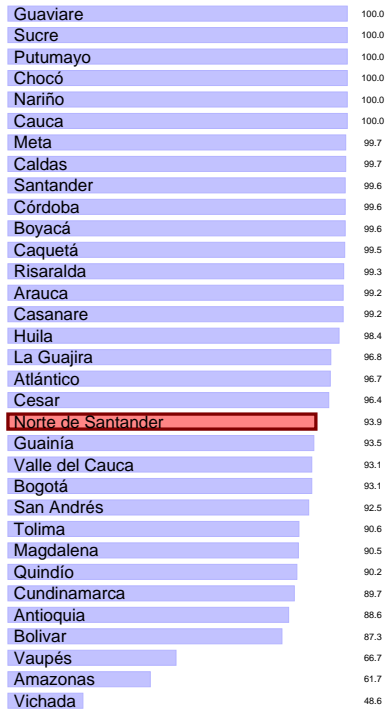 Guaviare 100.0
Sucre 100.0
Putumayo 100.0
Chocó 100.0
Nariño 100.0
Cauca 100.0
Meta 99.7
Caldas 99.7
Santander 99.6
Córdoba 99.6
Boyacá 99.6
Caquetá 99.5
Risaralda 99.3
Arauca 99.2
Casanare 99.2
Huila 98.4
La Guajira 96.8
Atlántico 96.7
Cesar 96.4
Norte de Santander 93.9
Guainía 93.5
Valle del Cauca 93.1
Bogotá 93.1
San Andrés 92.5
Tolima 90.6
Magdalena 90.5
Quindío 90.2
Cundinamarca 89.7
Antioquia 88.6
Bolivar 87.3
Vaupés 66.7
Amazonas 61.7
Vichada 48.6